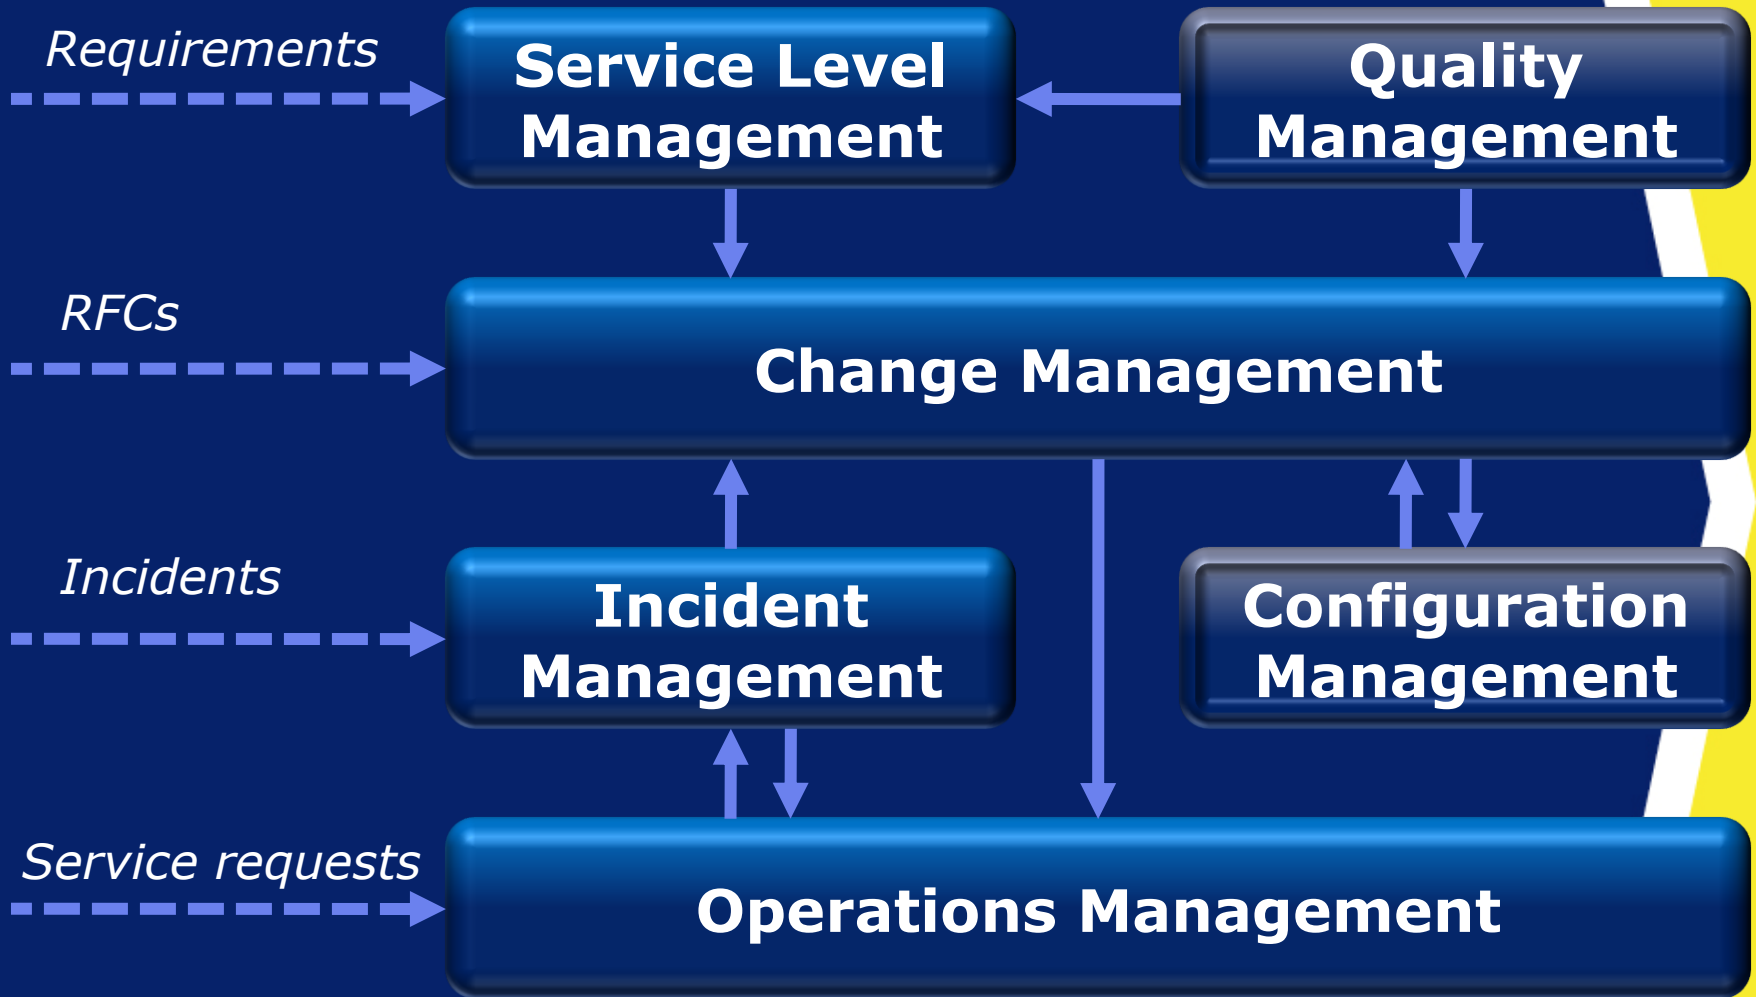 Requirements
Service Level
Management
Quality
Management
RFCs
Change Management
Incidents
Incident
Management
Configuration
Management
Service requests
Operations Management